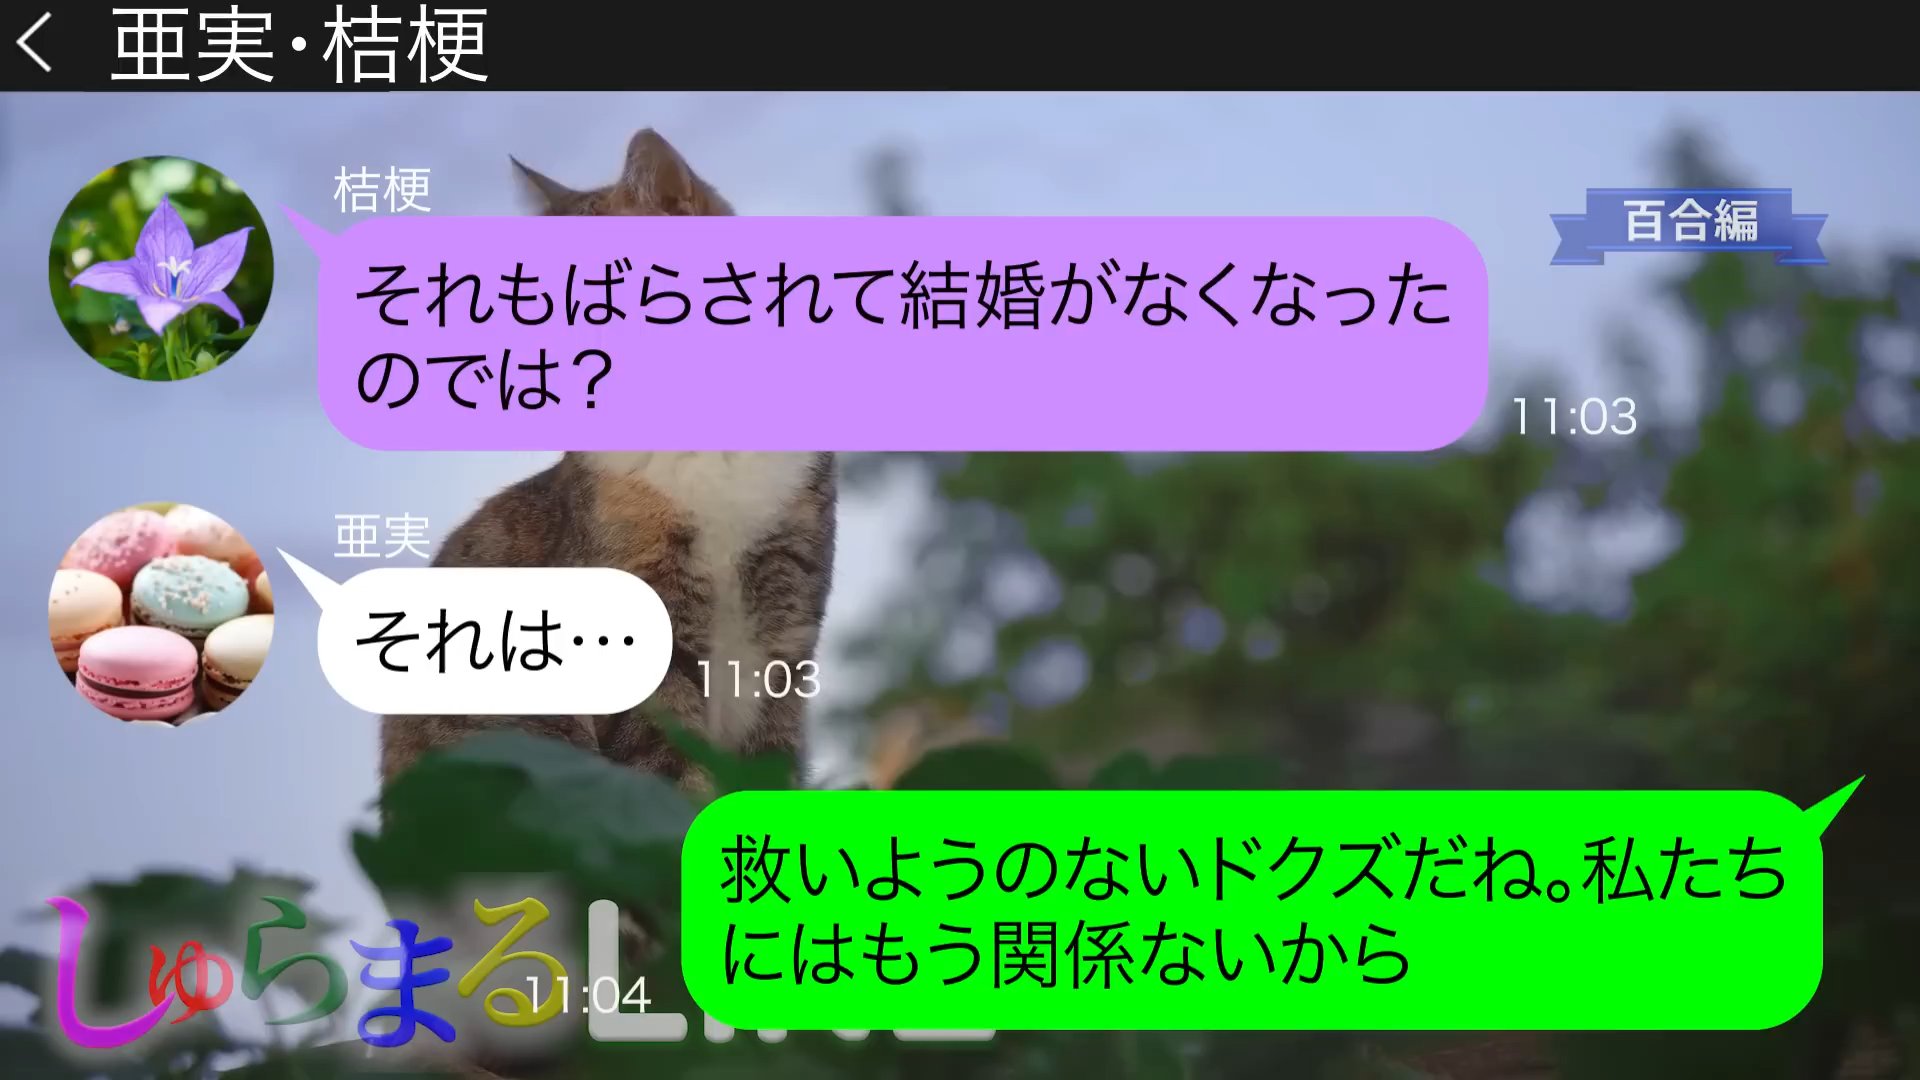 亜実・桔梗
桔梗
百合編
それもばらされて結婚がなくなった
のでは？
11:03
亜実
それは…
11:03
救いようのないドクズだね。私たち
にはもう関係ないから
11:04
しゅらまるLINE